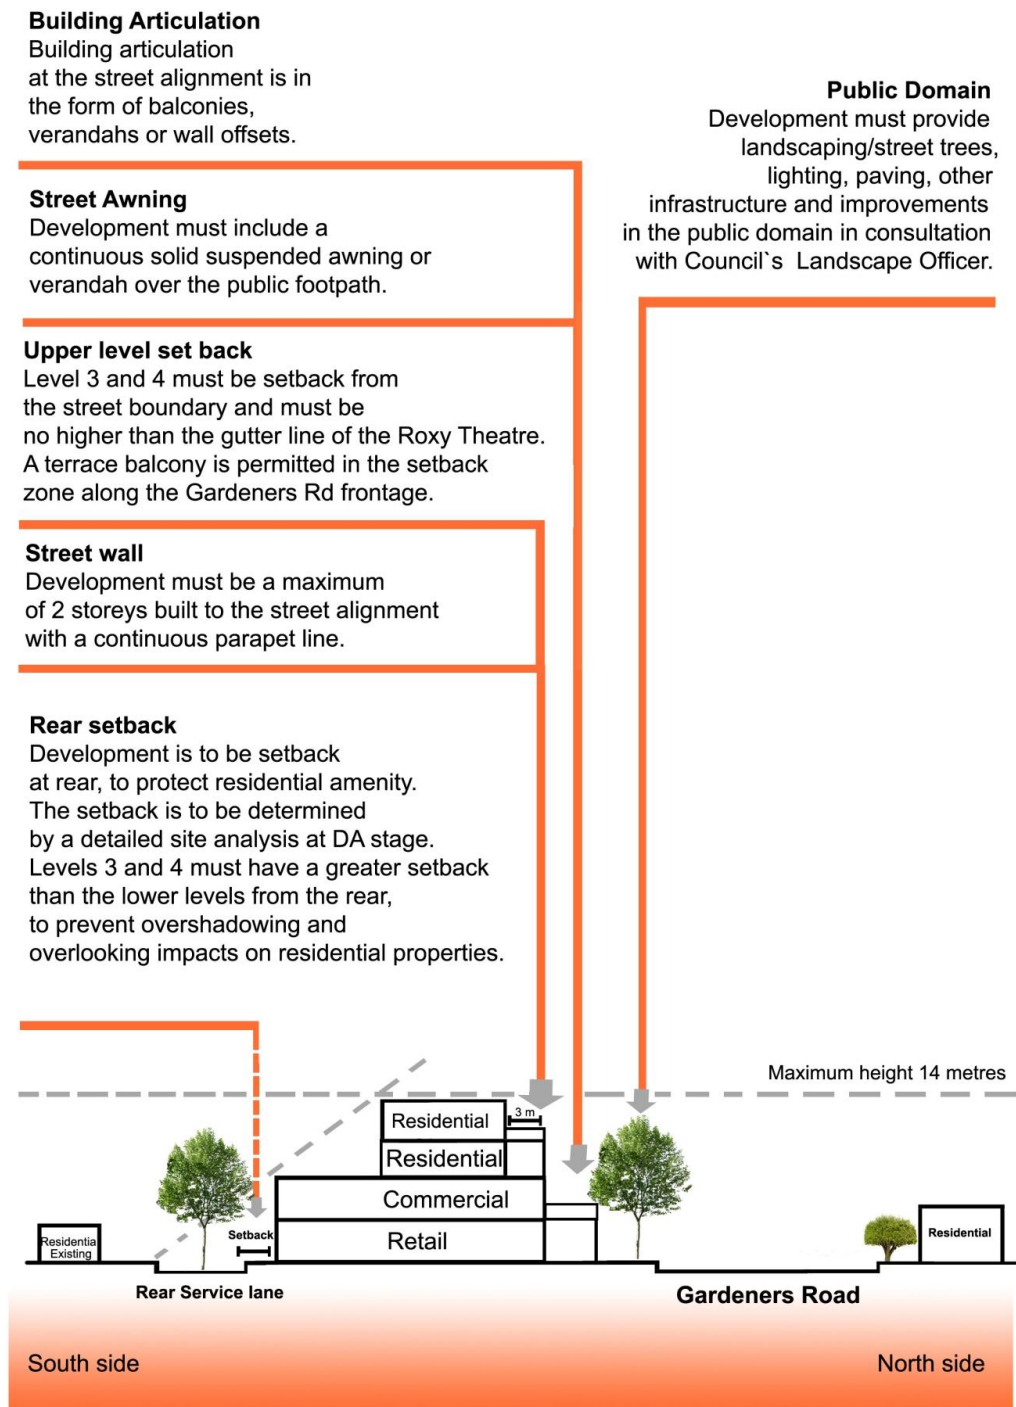 Building Articulation
Building articulation
at the street alignment is in
the form of balconies,
verandahs or wall offsets.
Public Domain
Development must provide
landscaping/street trees,
lighting, paving, other
infrastructure and improvements
in the public domain in consultation
with Council`s Landscape Officer.
Street Awning
Development must include a
continuous solid suspended awning or
verandah over the public footpath.
Upper level set back
Level 3 and 4 must be setback from
the street boundary and must be
no higher than the gutter line of the Roxy Theatre.
A terrace balcony is permitted in the setback
zone along the Gardeners Rd frontage.
Street wall
Development must be a maximum
of 2 storeys built to the street alignment
with a continuous parapet line.
Rear setback
Development is to be setback
at rear, to protect residential amenity.
The setback is to be determined
by a detailed site analysis at DA stage.
Levels 3 and 4 must have a greater setback
than the lower levels from the rear,
to prevent overshadowing and
overlooking impacts on residential properties.
Maximum height 14 metres
3 m
Residential
Residential
Commercial
Retail
Setback
Residentia
Existing
Residential
Rear Service lane
Gardeners Road
South side
North side